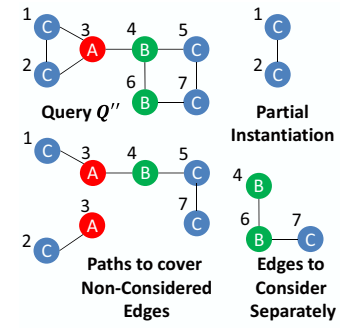 1 3 4 5 1
C A B C C
2 6 7 2
C B C C
Query Q′′
Partial
Instantiation
1 3 4 5 4
C A B C B
3 7 6 7
2 A C B C
C
Paths to cover
Non-Considered
Edges
Edges to
Consider
Separately